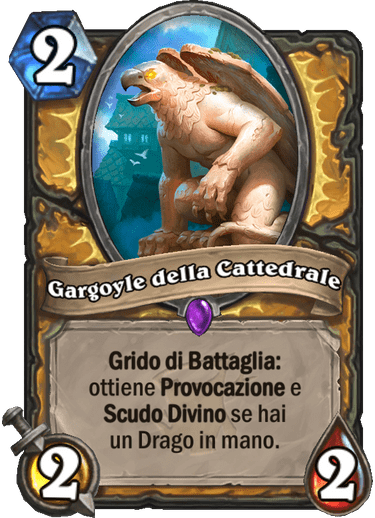 2
Gargoyle della Cattedrale
Grido di Battaglia:
ottiene Provocazione e
Scudo Divino se hai
un Drago in mano.
2
2